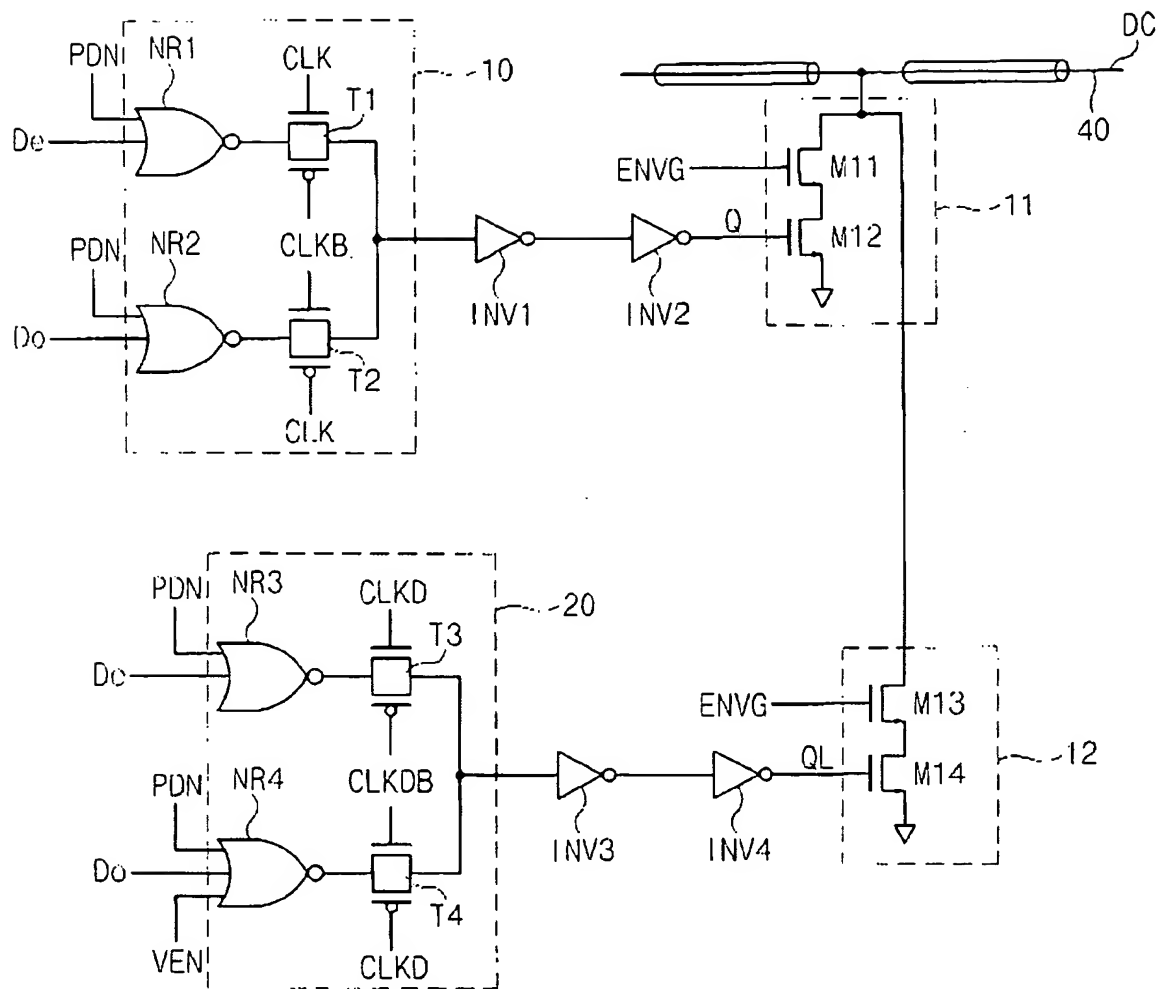 PDN
NR1
CLK
10
DC
De
T1
40
ENVG
M11
11
NR2
PDN
CLKB
Q
M12
INV1
INV2
Do
T2
CLK
PDN
NR3
CLKD
20
T3
De
ENVG
M13
PDN
NR4
CLKDB
QL
M14
12
INV3
INV4
Do
T4
VEN
CLKD